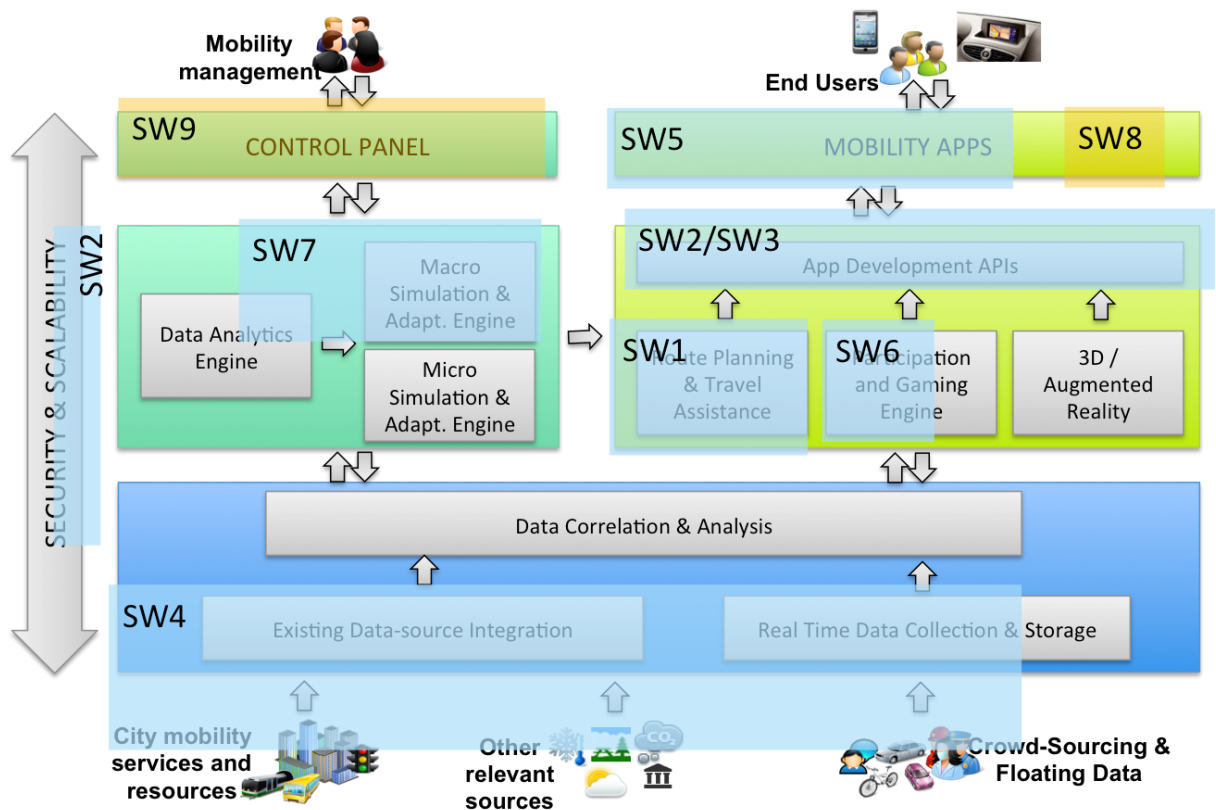 Mobility
management
End Users
SW9
CONTROL PANEL
SW5
MOBILITY APPS
SW8
SECURITY & SCALABILITY
SW2
SW7
Macro
Simulation &
Adapt. Engine
Data Analytics
Engine
Micro
Simulation &
Adapt. Engine
SW2/SW3
App Development APIs
SW1
Route Planning
& Travel
Assistance
SW6
Participation
and Gaming
Engine
3D /
Augmented
Reality
Data Correlation & Analysis
SW4
Existing Data-source Integration
Real Time Data Collection & Storage
City mobility
services and
resources
Other
relevant
sources
CO2
Crowd-Sourcing &
Floating Data